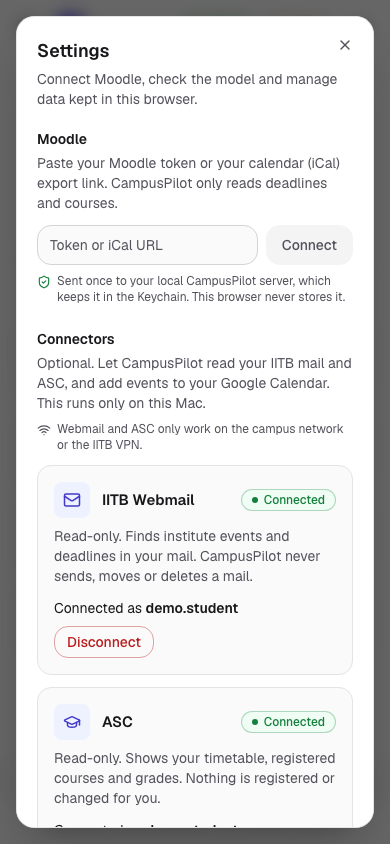 Settings
Connect Moodle, check the model and manage
data kept in this browser.
Moodle
Paste your Moodle token or your calendar (iCal)
export link. CampusPilot only reads deadlines
and courses.
Token or iCal URL
Connect
Sent once to your local CampusPilot server, which
keeps it in the Keychain. This browser never stores it.
Connectors
Optional. Let CampusPilot read your IITB mail and
ASC, and add events to your Google Calendar.
This runs only on this Mac.
Webmail and ASC only work on the campus network
or the IITB VPN.
IITB Webmail
Connected
Read-only. Finds institute events and
deadlines in your mail. CampusPilot never
sends, moves or deletes a mail.
Connected as demo.student
Disconnect
ASC
Connected
Read-only. Shows your timetable, registered
courses and grades. Nothing is registered or
changed for you.